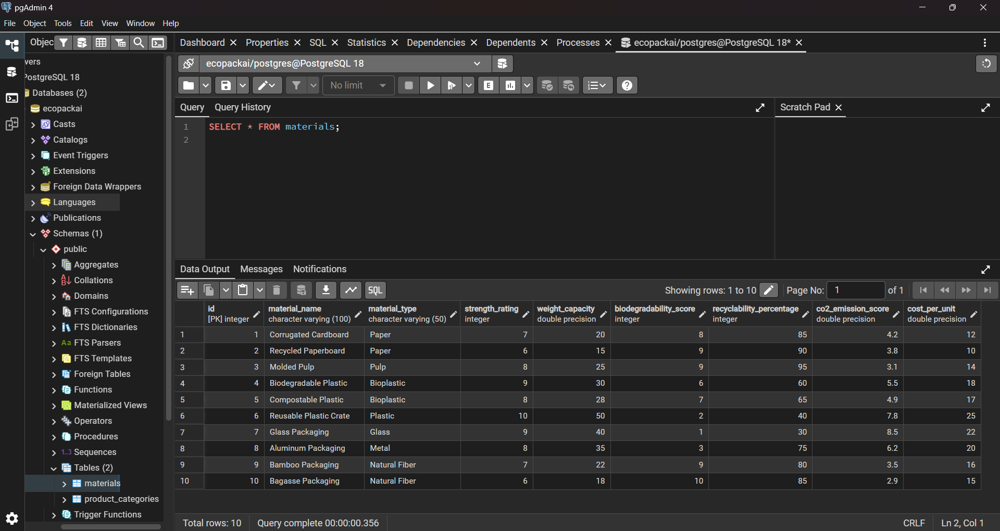 pgAdmin 4
File Object Tools Edit View Window Help
Objec
Dashboard Properties SQL Statistics Dependencies Dependents Processes ecopackai/postgres@PostgreSQL 18*
vers
PostgreSQL 18
Databases (2)
ecopackai
Casts
Catalogs
Event Triggers
Extensions
Foreign Data Wrappers
Languages
Publications
Schemas (1)
public
Aggregates
Collations
Domains
FTS Configurations
FTS Dictionaries
Aa FTS Parsers
FTS Templates
Foreign Tables
Functions
Materialized Views
Operators
Procedures
1..3 Sequences
Tables (2)
materials
product_categories
Trigger Functions
ecopackai/postgres@PostgreSQL 18
No limit E
Query Query History Scratch Pad
1 SELECT * FROM materials;
2
Data Output Messages Notifications
SQL Showing rows: 1 to 10 Page No: 1 of 1
id material_name material_type strength_rating weight_capacity biodegradability_score recyclability_percentage co2_emission_score cost_per_unit
[PK] integer character varying (100) character varying (50) integer double precision integer integer double precision double precision
1 1 Corrugated Cardboard Paper 7 20 8 85 4.2 12
2 2 Recycled Paperboard Paper 6 15 9 90 3.8 10
3 3 Molded Pulp Pulp 8 25 9 95 3.1 14
4 4 Biodegradable Plastic Bioplastic 9 30 6 60 5.5 18
5 5 Compostable Plastic Bioplastic 8 28 7 65 4.9 17
6 6 Reusable Plastic Crate Plastic 10 50 2 40 7.8 25
7 7 Glass Packaging Glass 9 40 1 30 8.5 22
8 8 Aluminum Packaging Metal 8 35 3 75 6.2 20
9 9 Bamboo Packaging Natural Fiber 7 22 9 80 3.5 16
10 10 Bagasse Packaging Natural Fiber 6 18 10 85 2.9 15
Total rows: 10 Query complete 00:00:00.356 CRLF Ln 2, Col 1